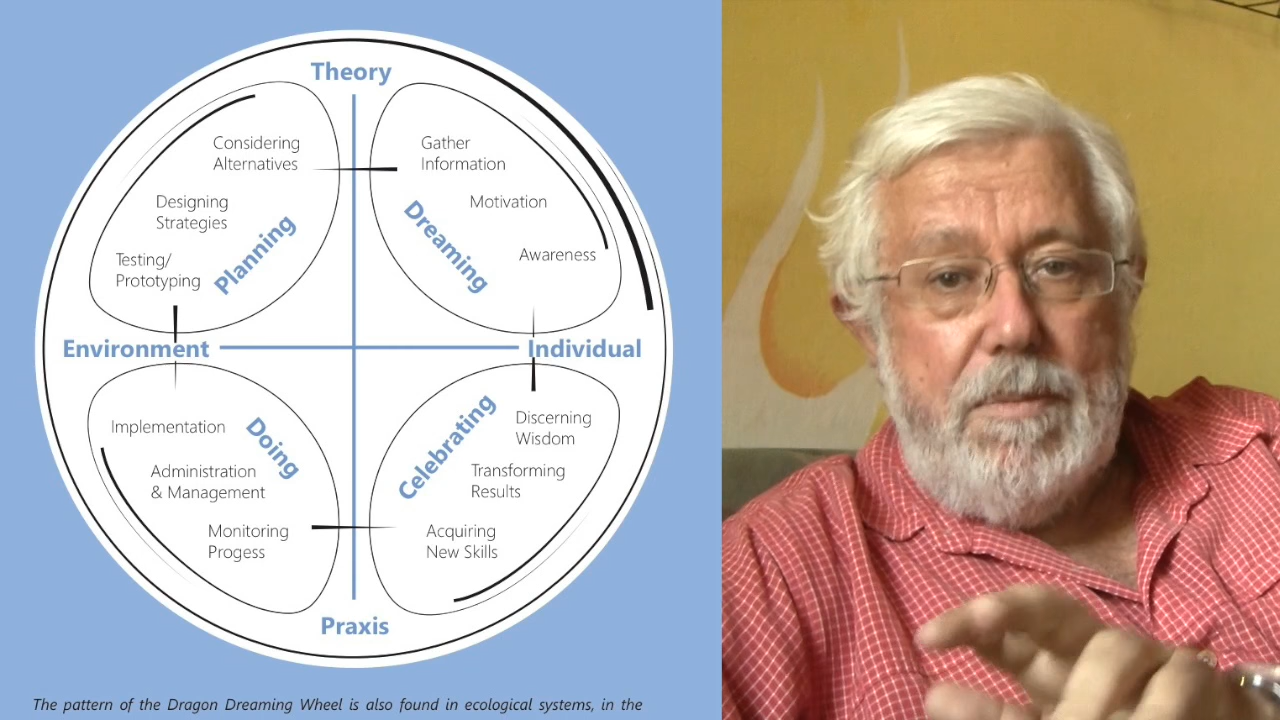 Theory
Considering
Alternatives
Designing
Strategies
Testing/
Prototyping
Planning
Gather
Information
Motivation
Awareness
Dreaming
Environment
Individual
Implementation
Administration
& Management
Monitoring
Progess
Doing
Celebrating
Discerning
Wisdom
Transforming
Results
Acquiring
New Skills
Praxis
The pattern of the Dragon Dreaming Wheel is also found in ecological systems, in the